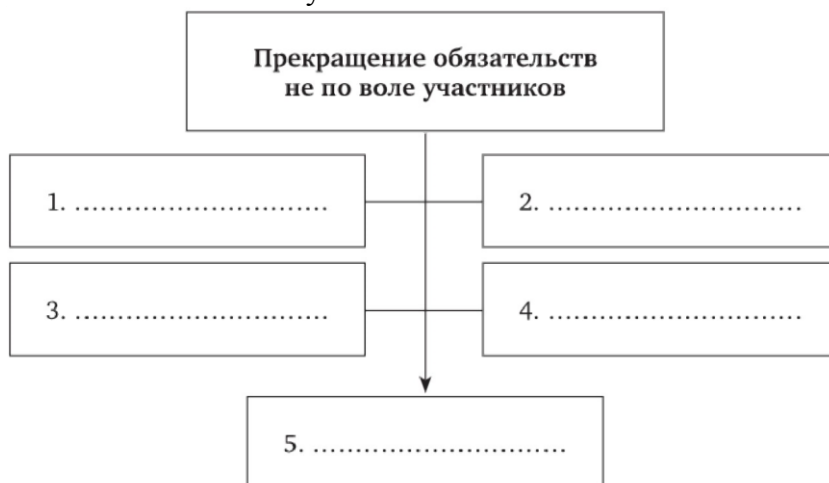 Прекращение обязательств
не по воле участников
1. ..............................
2. ..............................
3. ..............................
4. ..............................
5. ..............................